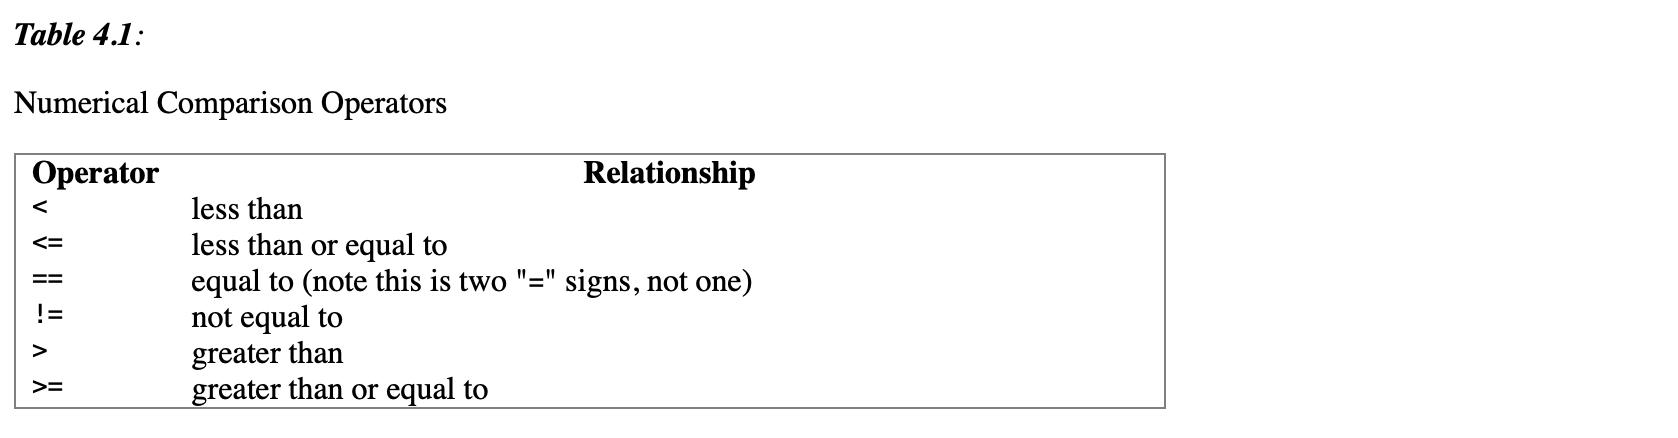 Table 4.1:
Numerical Comparison Operators
Operator Relationship
< less than
<= less than or equal to
== equal to (note this is two "=" signs, not one)
!= not equal to
> greater than
>= greater than or equal to